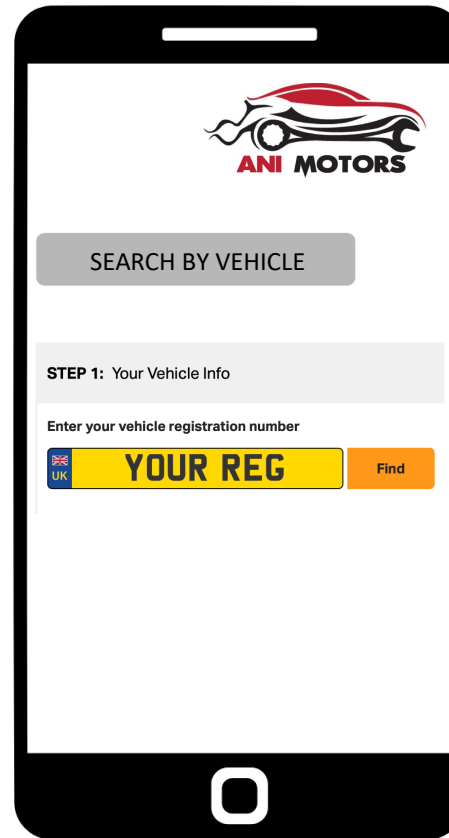 ANI MOTORS
SEARCH BY VEHICLE
STEP 1: Your Vehicle Info
Enter your vehicle registration number
UK YOUR REG Find